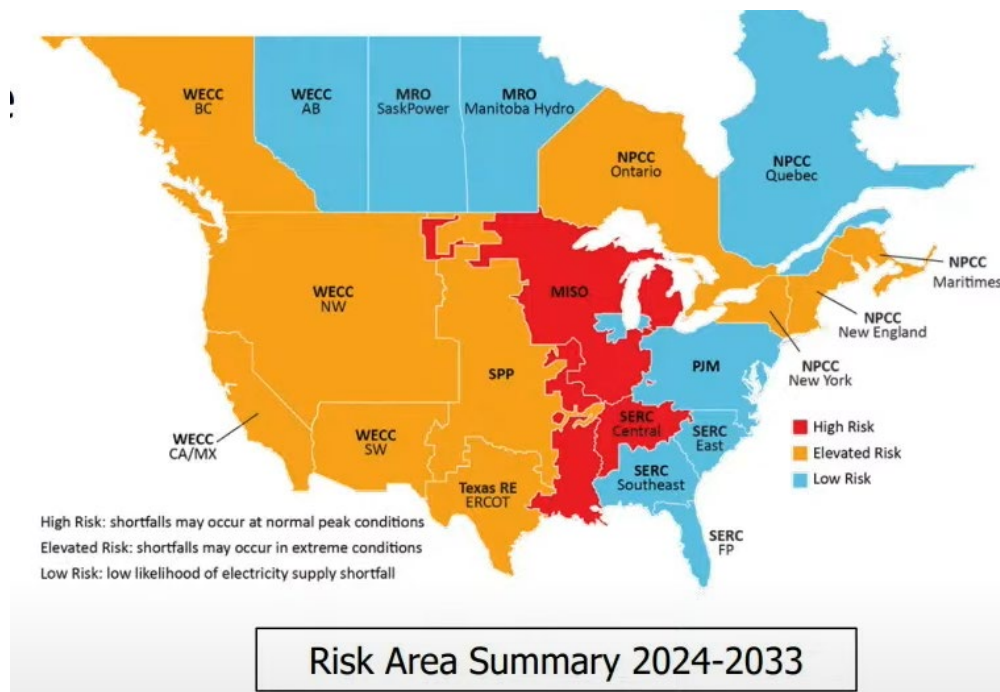 WECC
BC
WECC
AB
MRO
SaskPower
MRO
Manitoba Hydro
NPCC
Ontario
NPCC
Quebec
NPCC
Maritimes
NPCC
New England
NPCC
New York
WECC
NW
MISO
SPP
PJM
WECC
CA/MX
WECC
SW
SERC
Central
SERC
East
SERC
Southeast
Texas RE
ERCOT
SERC
FP
High Risk
Elevated Risk
Low Risk
High Risk: shortfalls may occur at normal peak conditions
Elevated Risk: shortfalls may occur in extreme conditions
Low Risk: low likelihood of electricity supply shortfall
Risk Area Summary 2024-2033